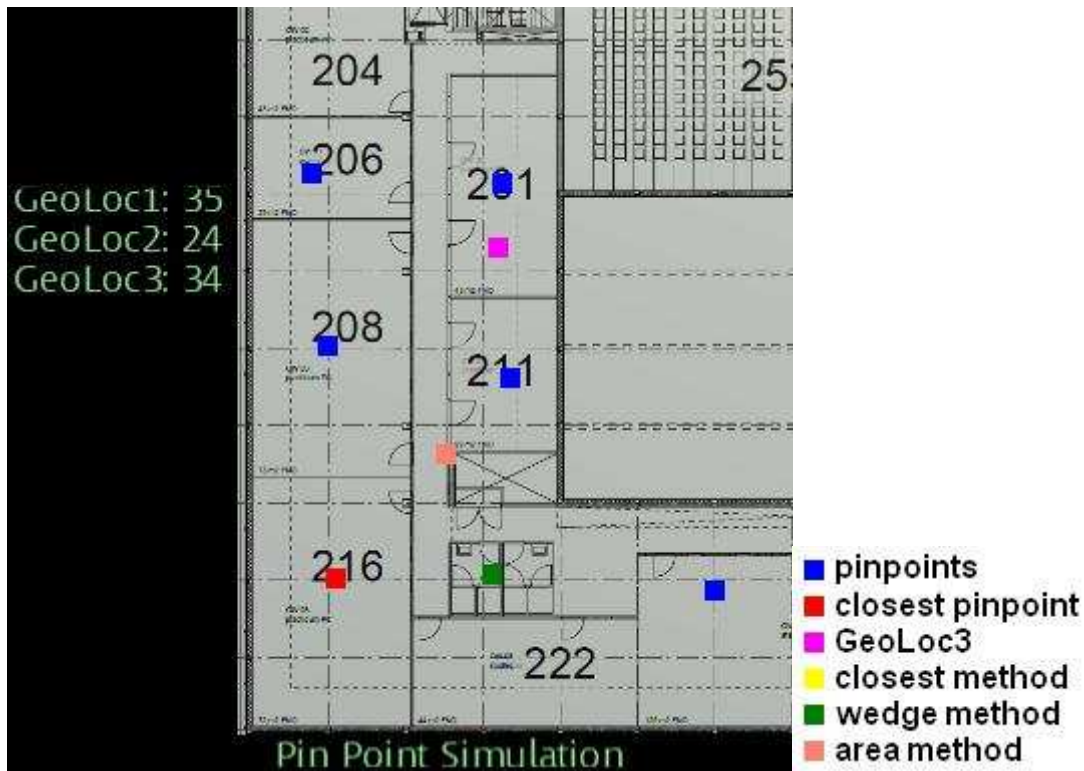 204
253
206
201
GeoLoc1: 35
GeoLoc2: 24
GeoLoc3: 34
208
211
216
222
pinpoints
closest pinpoint
GeoLoc3
closest method
wedge method
area method
Pin Point Simulation